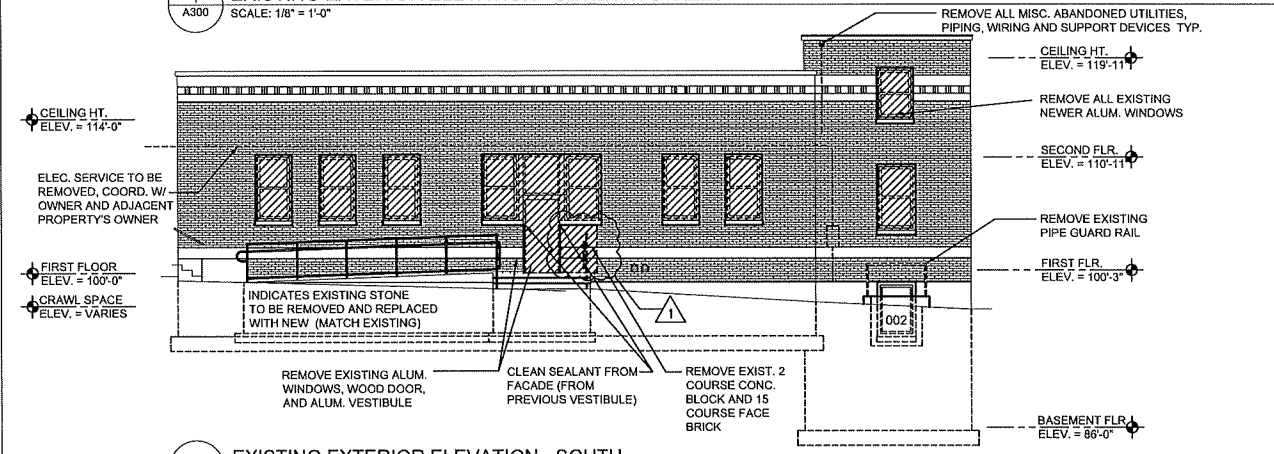 A300
SCALE: 1/8" = 1'-0"
REMOVE ALL MISC. ABANDONED UTILITIES,
PIPING, WIRING AND SUPPORT DEVICES TYP.
CEILING HT.
ELEV. = 119'-11"
REMOVE ALL EXISTING
NEWER ALUM. WINDOWS
CEILING HT.
ELEV. = 114'-0"
SECOND FLR.
ELEV. = 110'-11"
ELEC. SERVICE TO BE
REMOVED, COORD. W/
OWNER AND ADJACENT
PROPERTY'S OWNER
REMOVE EXISTING
PIPE GUARD RAIL
FIRST FLOOR
ELEV. = 100'-0"
FIRST FLR.
ELEV. = 100'-3"
CRAWL SPACE
ELEV. = VARIES
INDICATES EXISTING STONE
TO BE REMOVED AND REPLACED
WITH NEW (MATCH EXISTING)
1
002
REMOVE EXISTING ALUM.
WINDOWS, WOOD DOOR,
AND ALUM. VESTIBULE
CLEAN SEALANT FROM
FACADE (FROM
PREVIOUS VESTIBULE)
REMOVE EXIST. 2
COURSE CONC.
BLOCK AND 15
COURSE FACE
BRICK
BASEMENT FLR.
ELEV. = 86'-0"
EXISTING EXTERIOR ELEVATION - SOUTH